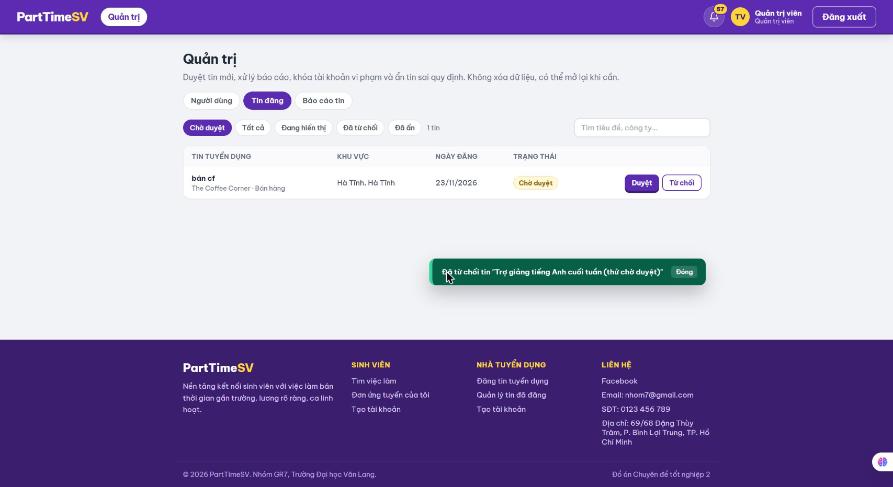 PartTimeSV
Quản trị
57
TV
Quản trị viên
Quản trị viên
Đăng xuất
Quản trị
Duyệt tin mới, xử lý báo cáo, khóa tài khoản vi phạm và ẩn tin sai quy định. Không xóa dữ liệu, có thể mở lại khi cần.
Người dùng
Tin đăng
Báo cáo tin
Chờ duyệt
Tất cả
Đang hiển thị
Đã từ chối
Đã ẩn
1 tin
Tìm tiêu đề, công ty...
TIN TUYỂN DỤNG
KHU VỰC
NGÀY ĐĂNG
TRẠNG THÁI
bán cf
The Coffee Corner · Bán hàng
Hà Tĩnh, Hà Tĩnh
23/11/2026
Chờ duyệt
Duyệt
Từ chối
Đã từ chối tin "Trợ giảng tiếng Anh cuối tuần (thử chờ duyệt)"
Đóng
PartTimeSV
Nền tảng kết nối sinh viên với việc làm bán
thời gian gần trường, lương rõ ràng, ca linh
hoạt.
SINH VIÊN
Tìm việc làm
Đơn ứng tuyển của tôi
Tạo tài khoản
NHÀ TUYỂN DỤNG
Đăng tin tuyển dụng
Quản lý tin đã đăng
Tạo tài khoản
LIÊN HỆ
Facebook
Email: nhom7@gmail.com
SĐT: 0123 456 789
Địa chỉ: 69/68 Đặng Thùy
Trâm, P. Bình Lợi Trung, TP. Hồ
Chí Minh
© 2026 PartTimeSV. Nhóm GR7, Trường Đại học Văn Lang.
Đồ án Chuyên đề tốt nghiệp 2